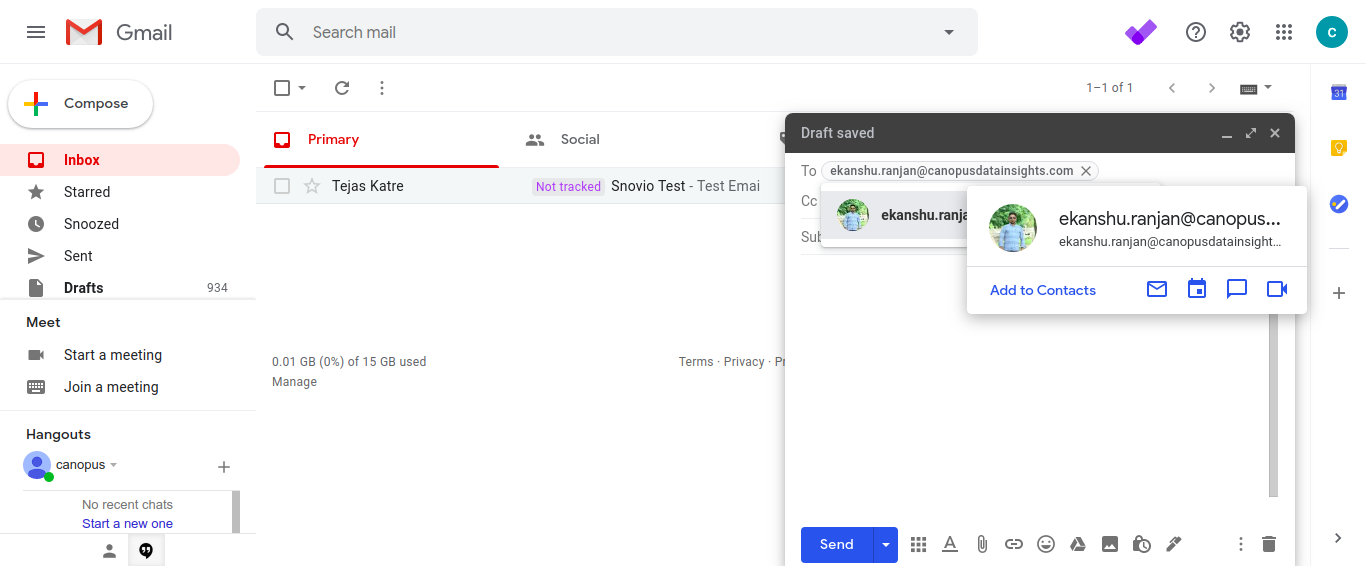 Gmail
Search mail
C
Compose
1–1 of 1
31
Inbox
Starred
Snoozed
Sent
Drafts 934
Primary
Social
Tejas Katre Not tracked Snovio Test - Test Emai
Meet
Start a meeting
Join a meeting
0.01 GB (0%) of 15 GB used
Manage
Terms · Privacy · Pr
Hangouts
canopus
No recent chats
Start a new one
Draft saved
To ekanshu.ranjan@canopusdatainsights.com
Cc
ekanshu.ranja
Sub
ekanshu.ranjan@canopus...
ekanshu.ranjan@canopusdatainsight...
Add to Contacts
Send